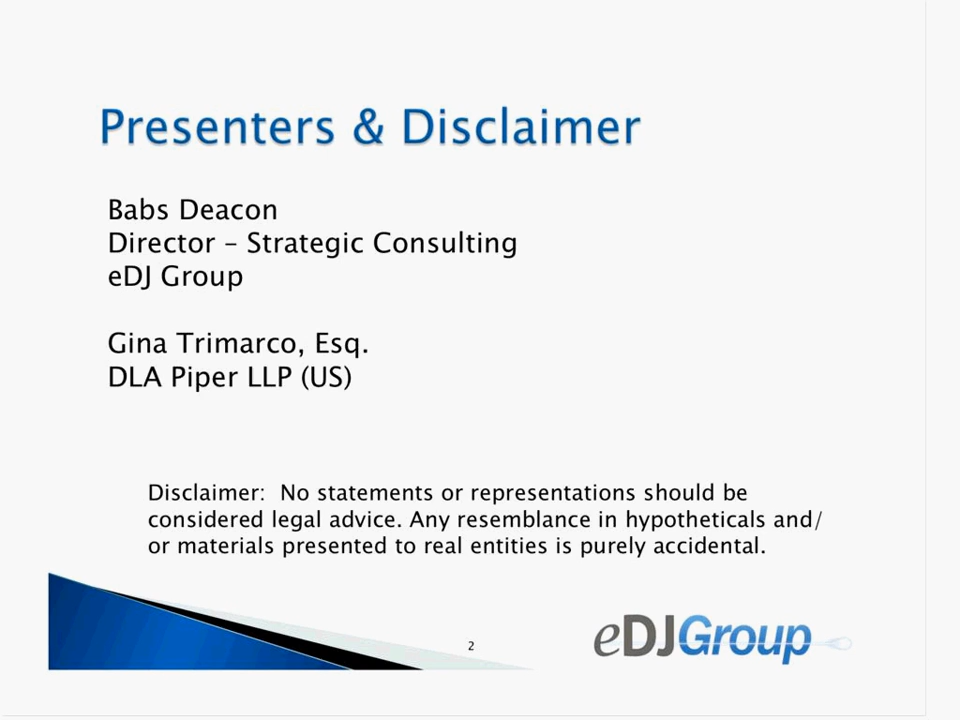 Presenters & Disclaimer
Babs Deacon
Director – Strategic Consulting
eDJ Group
Gina Trimarco, Esq.
DLA Piper LLP (US)
Disclaimer:  No statements or representations should be
considered legal advice. Any resemblance in hypotheticals and/
or materials presented to real entities is purely accidental.
2
eDJGroup